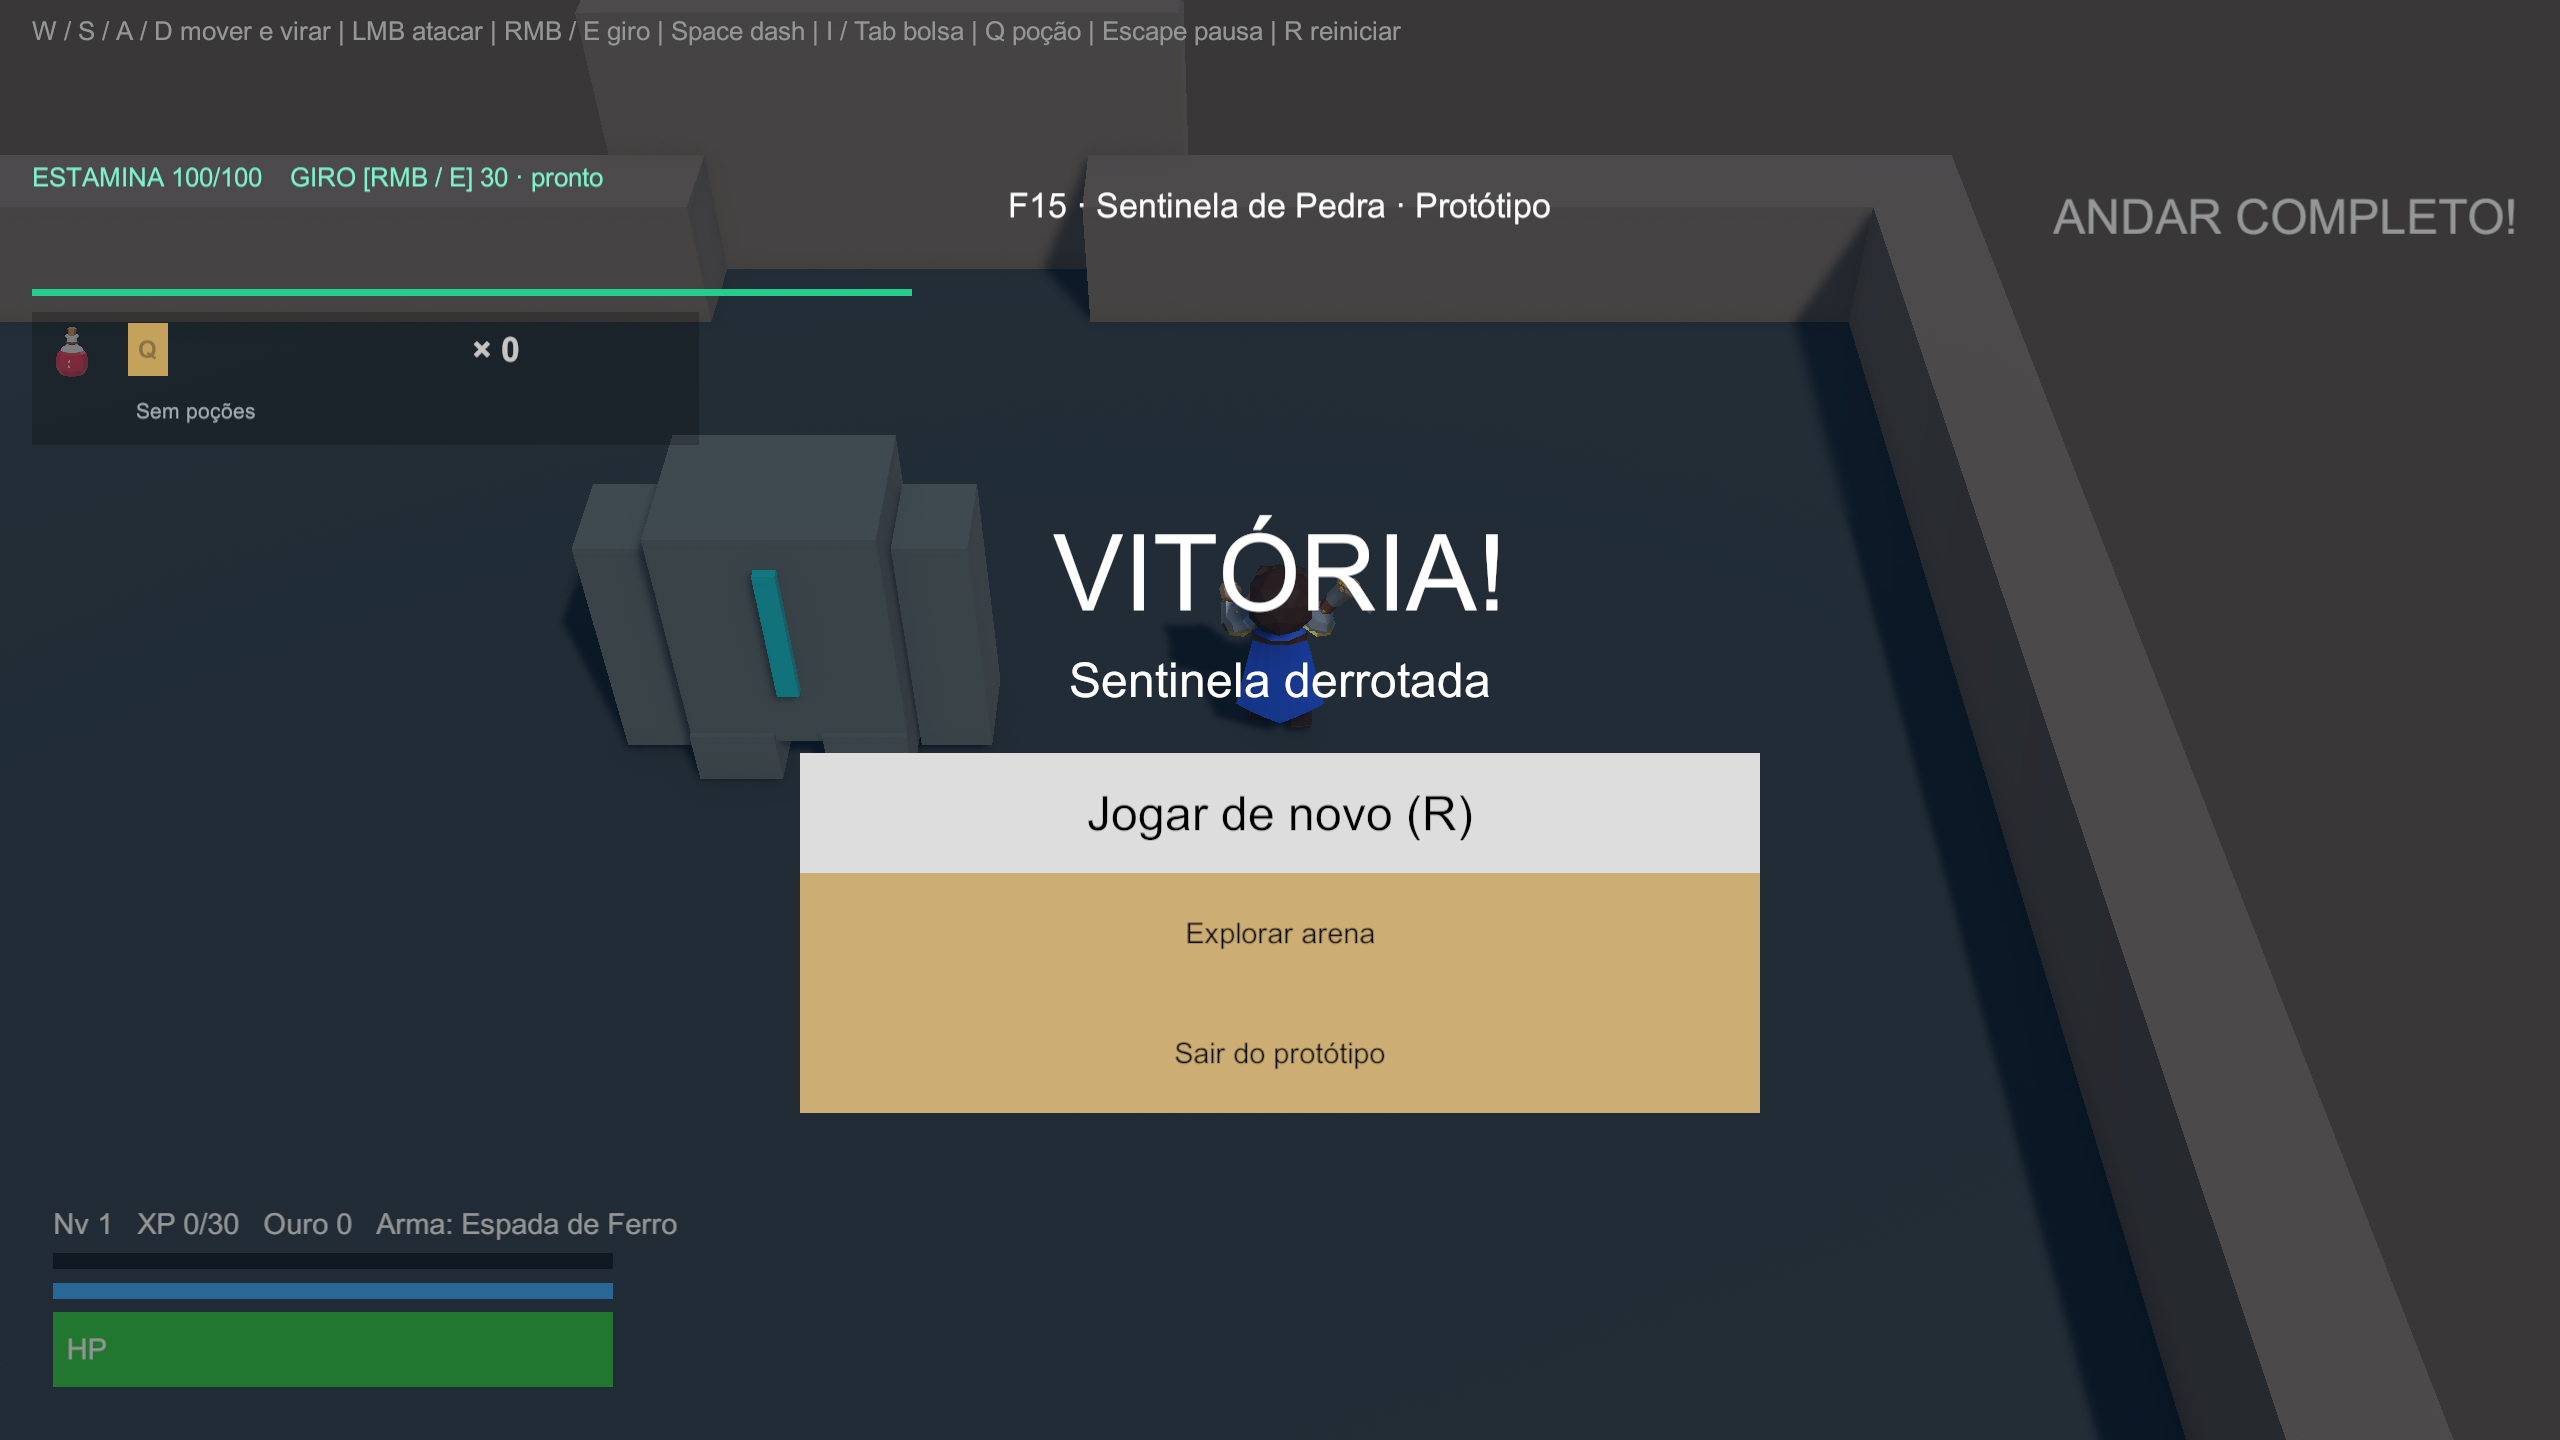 W / S / A / D mover e virar | LMB atacar | RMB / E giro | Space dash | I / Tab bolsa | Q poção | Escape pausa | R reiniciar
ESTAMINA 100/100 GIRO [RMB / E] 30 · pronto
F15 · Sentinela de Pedra · Protótipo
ANDAR COMPLETO!
Q × 0
Sem poções
VITÓRIA!
Sentinela derrotada
Jogar de novo (R)
Explorar arena
Sair do protótipo
Nv 1 XP 0/30 Ouro 0 Arma: Espada de Ferro
HP